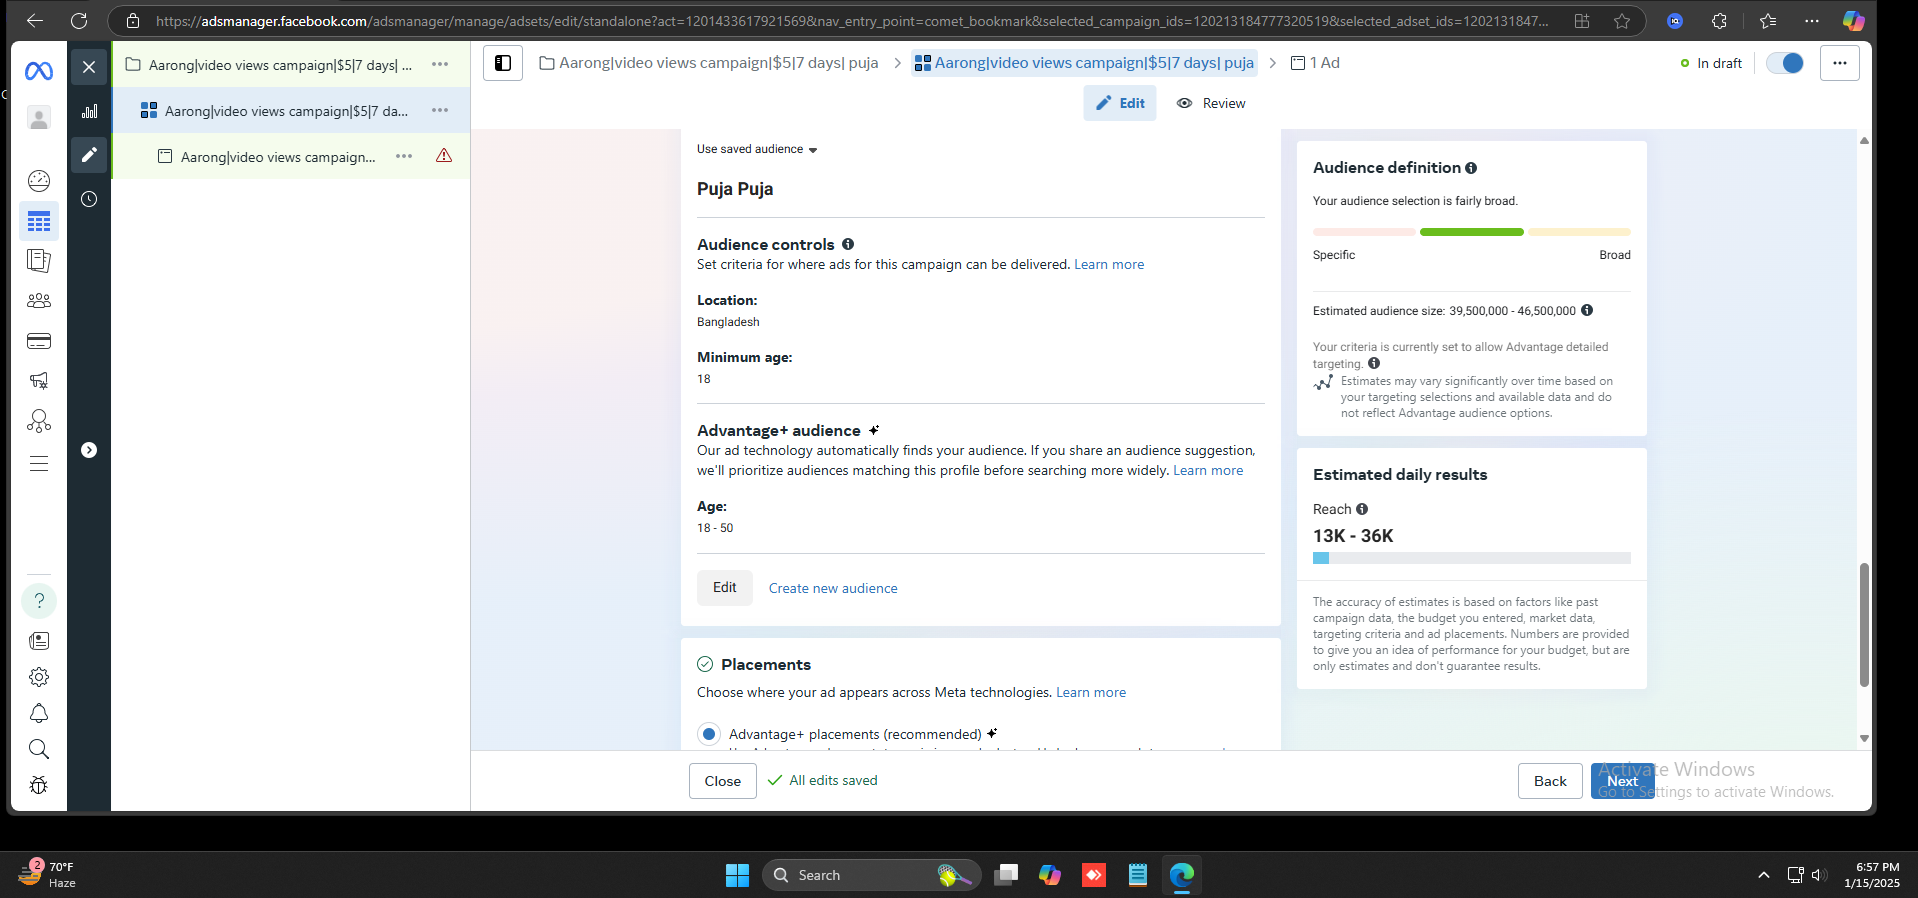 https://adsmanager.facebook.com/adsmanager/manage/adsets/edit/standalone?act=1201433617921569&nav_entry_point=comet_bookmark&selected_campaign_ids=120213184777320519&selected_adset_ids=1202131847...
Aarong|video views campaign|$5|7 days| ...
Aarong|video views campaign|$5|7 da...
Aarong|video views campaign...
Aarong|video views campaign|$5|7 days| puja
Aarong|video views campaign|$5|7 days| puja
1 Ad
In draft
Edit
Review
Use saved audience
Puja Puja
Audience controls
Set criteria for where ads for this campaign can be delivered. Learn more
Location:
Bangladesh
Minimum age:
18
Advantage+ audience
Our ad technology automatically finds your audience. If you share an audience suggestion,
we'll prioritize audiences matching this profile before searching more widely. Learn more
Age:
18 - 50
Edit
Create new audience
Placements
Choose where your ad appears across Meta technologies. Learn more
Advantage+ placements (recommended)
Close
All edits saved
Back
Next
Audience definition
Your audience selection is fairly broad.
Specific
Broad
Estimated audience size: 39,500,000 - 46,500,000
Your criteria is currently set to allow Advantage detailed
targeting.
Estimates may vary significantly over time based on
your targeting selections and available data and do
not reflect Advantage audience options.
Estimated daily results
Reach
13K - 36K
The accuracy of estimates is based on factors like past
campaign data, the budget you entered, market data,
targeting criteria and ad placements. Numbers are provided
to give you an idea of performance for your budget, but are
only estimates and don't guarantee results.
Activate Windows
Go to Settings to activate Windows.
2
70°F
Haze
Search
6:57 PM
1/15/2025